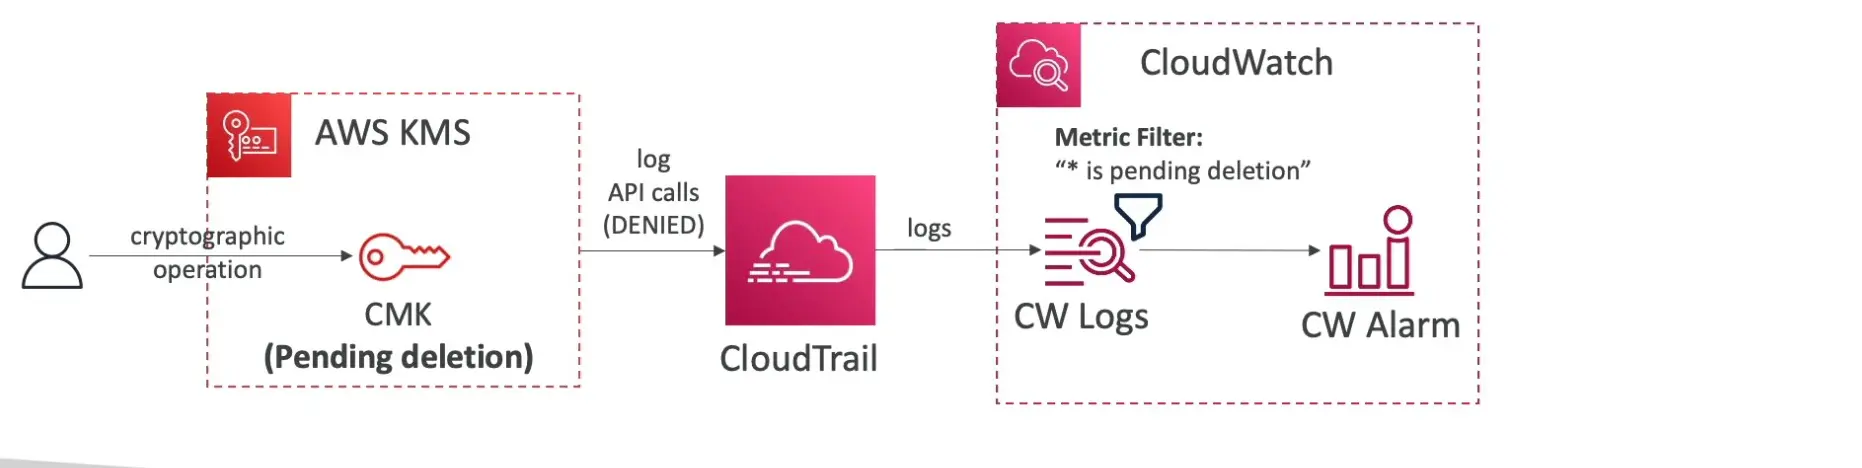 CloudWatch
AWS KMS
Metric Filter:
“* is pending deletion”
log
API calls
(DENIED)
cryptographic
operation
logs
CMK
(Pending deletion)
CloudTrail
CW Logs
CW Alarm